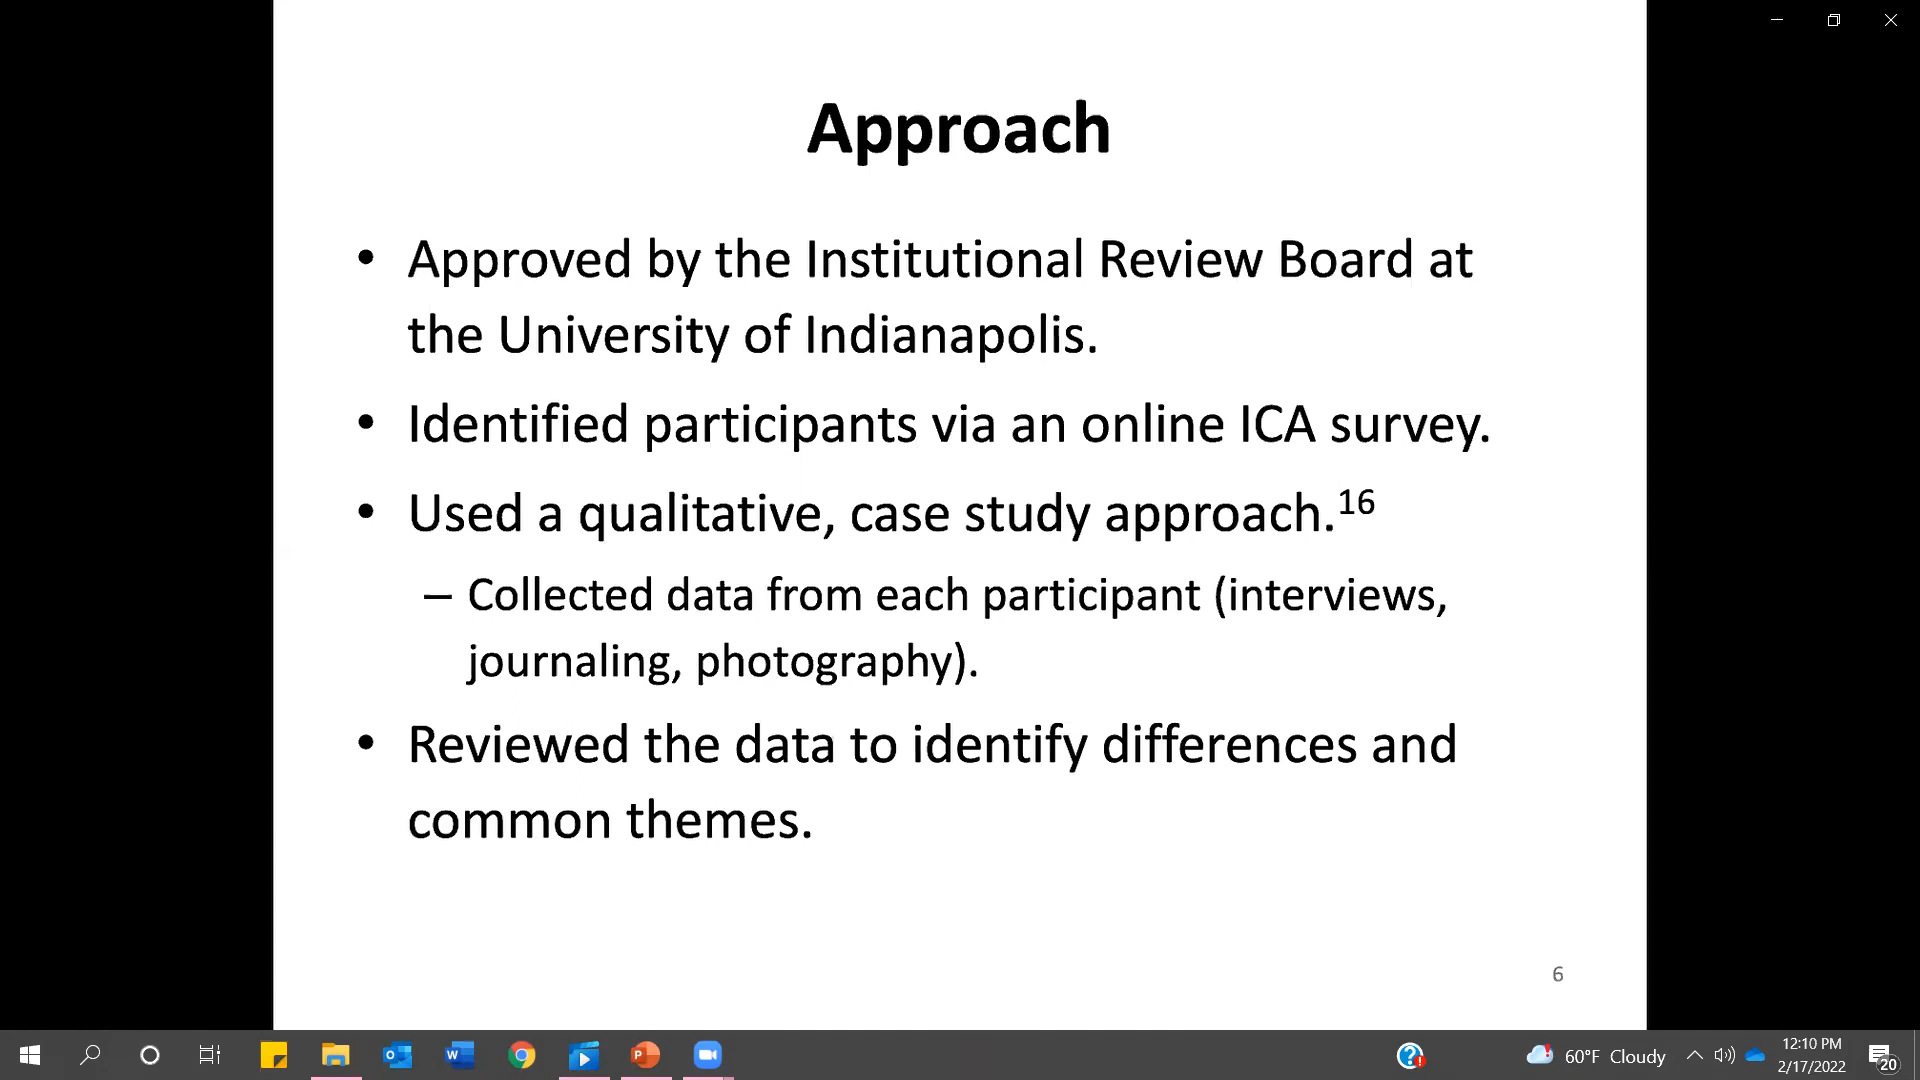 Approach
• Approved by the Institutional Review Board at
the University of Indianapolis.
• Identified participants via an online ICA survey.
• Used a qualitative, case study approach.16
– Collected data from each participant (interviews,
journaling, photography).
• Reviewed the data to identify differences and
common themes.
6
60°F Cloudy
12:10 PM
2/17/2022
20